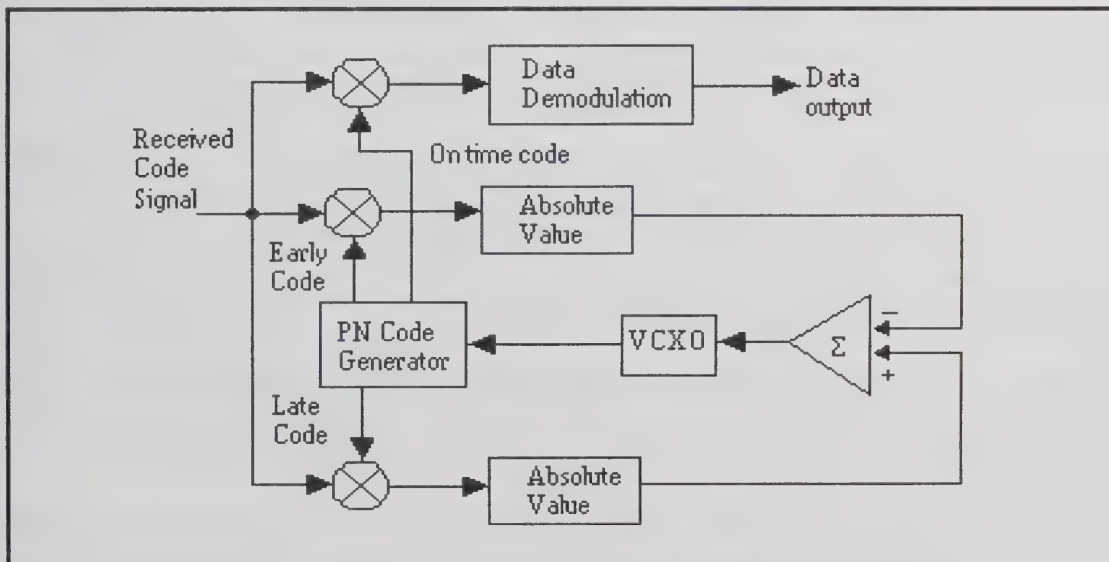 Data
Demodulation
Data
output
Received
Code
Signal
On time code
Absolute
Value
Early
Code
PN Code
Generator
VCXO
Σ
−
+
Late
Code
Absolute
Value